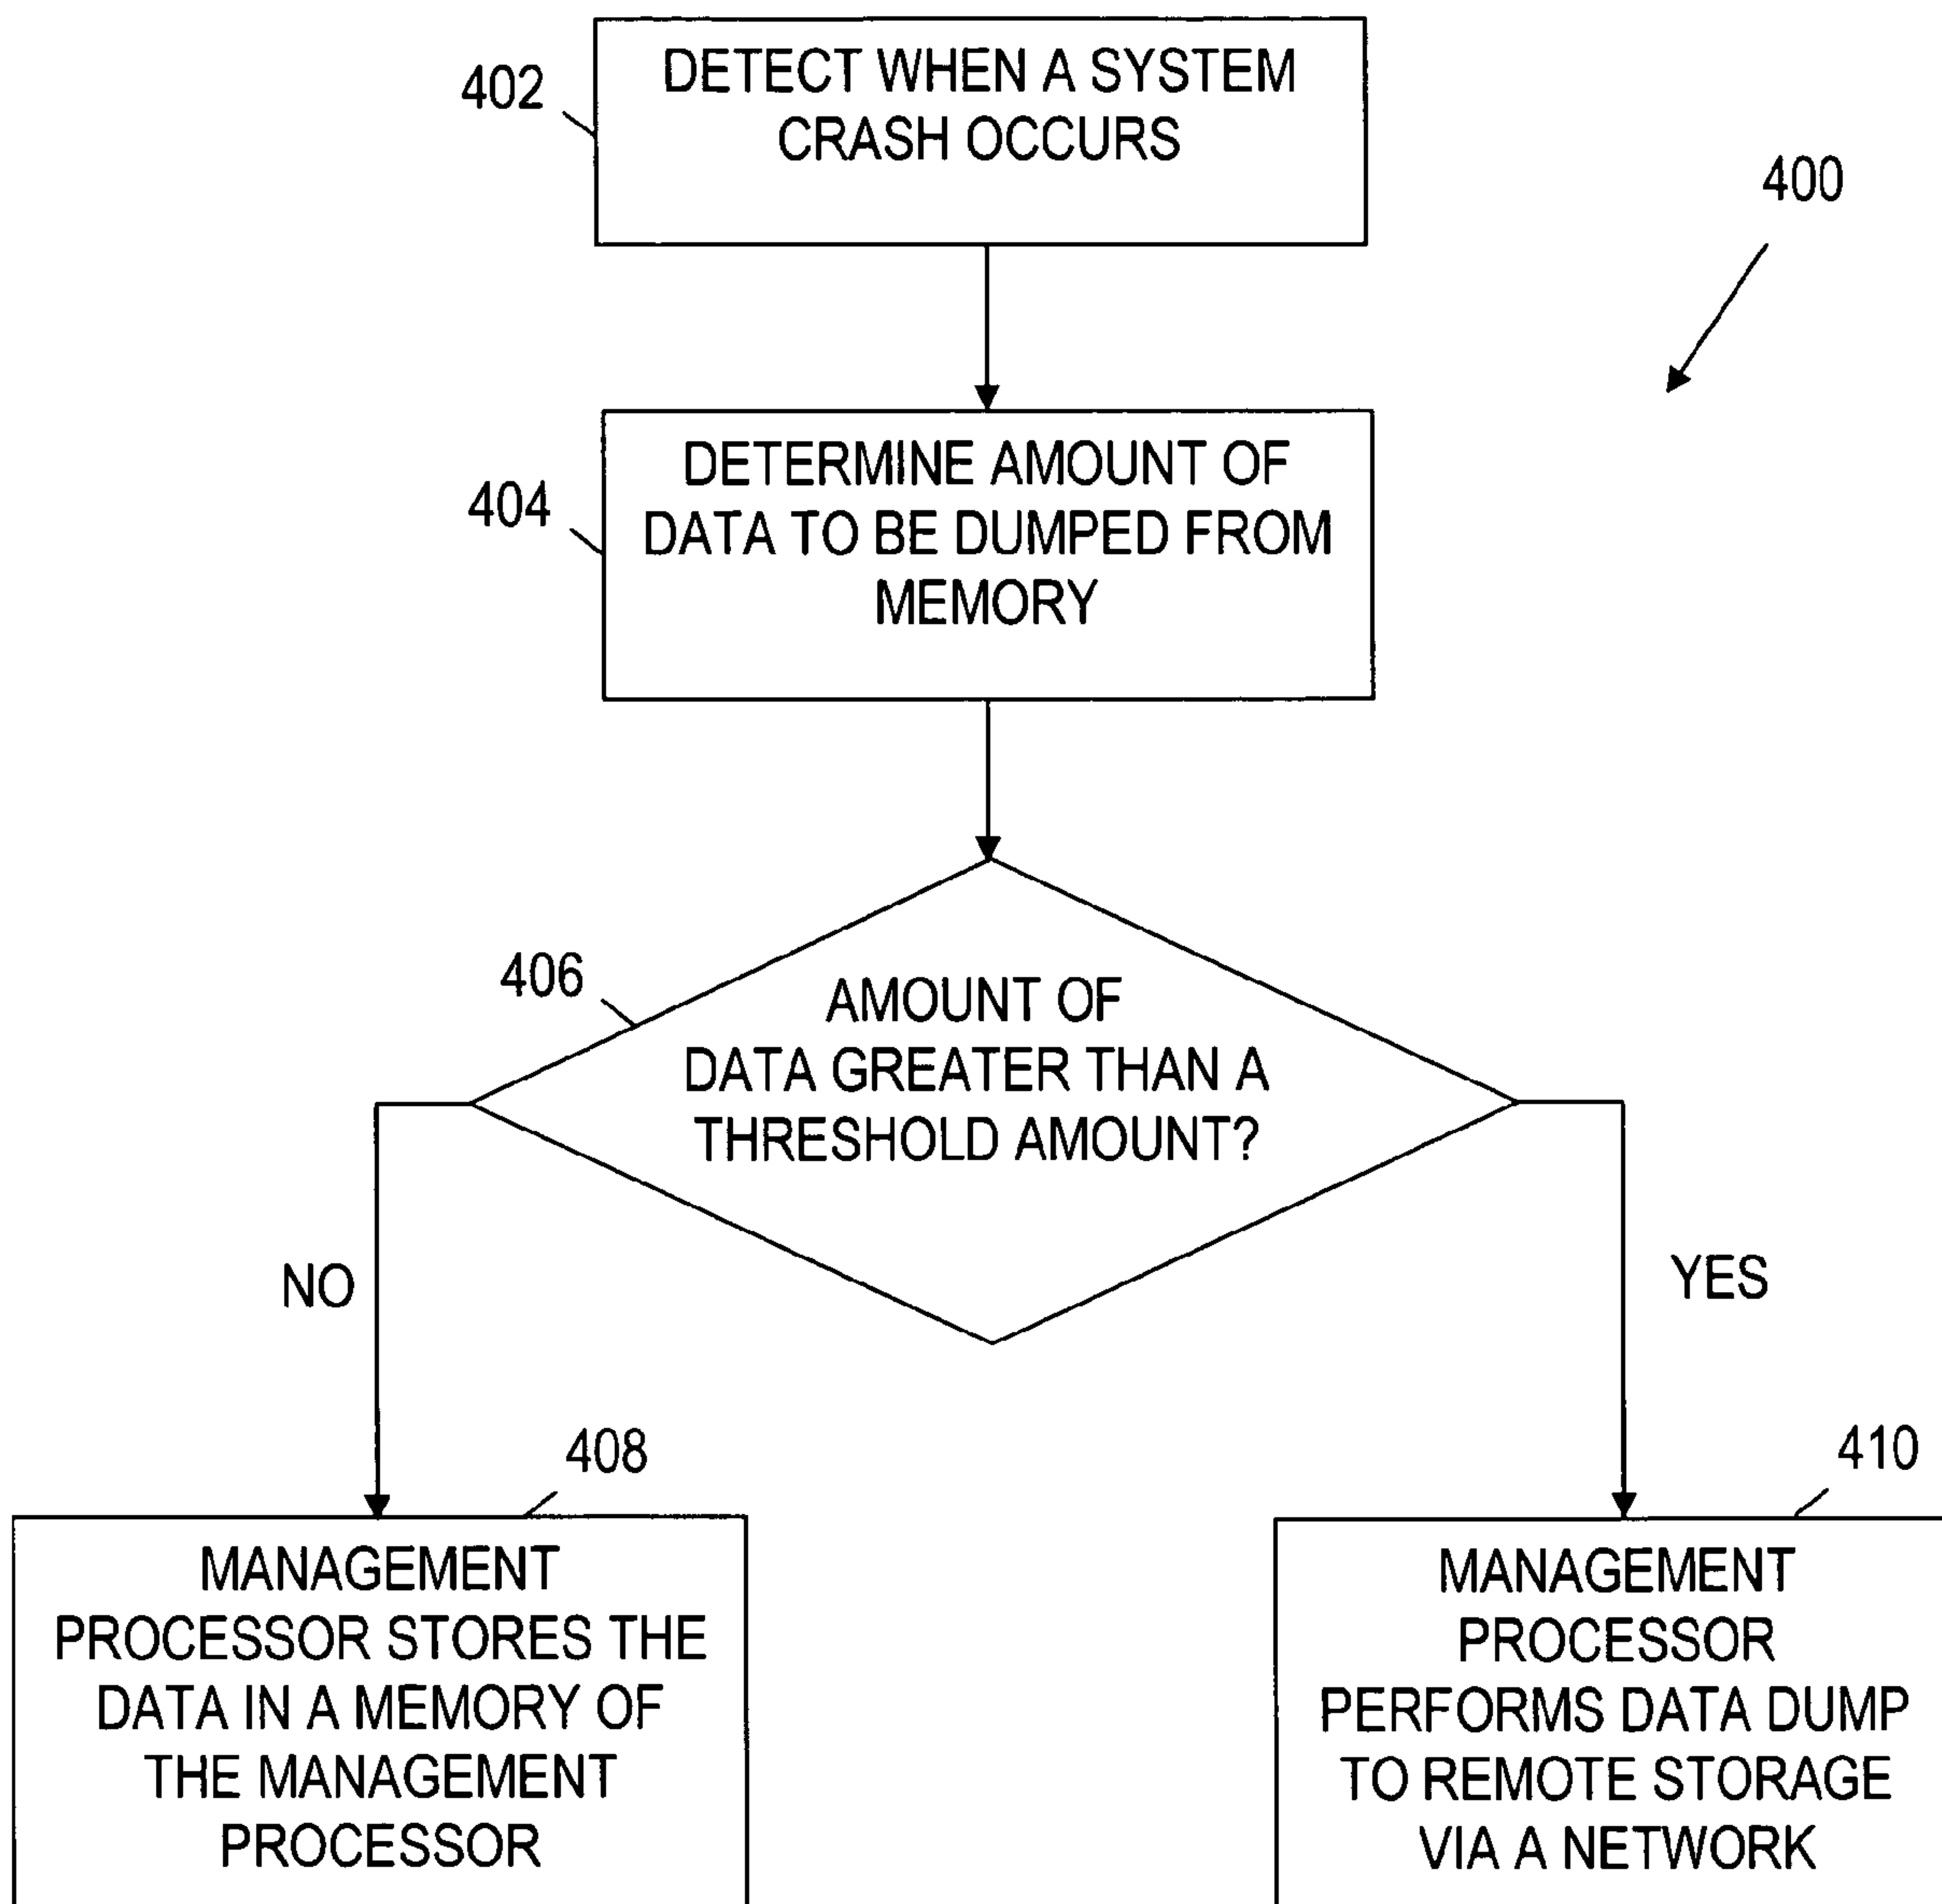 402
DETECT WHEN A SYSTEM
CRASH OCCURS
400
404
DETERMINE AMOUNT OF
DATA TO BE DUMPED FROM
MEMORY
406
AMOUNT OF
DATA GREATER THAN A
THRESHOLD AMOUNT?
NO
YES
408
MANAGEMENT
PROCESSOR STORES THE
DATA IN A MEMORY OF
THE MANAGEMENT
PROCESSOR
410
MANAGEMENT
PROCESSOR
PERFORMS DATA DUMP
TO REMOTE STORAGE
VIA A NETWORK